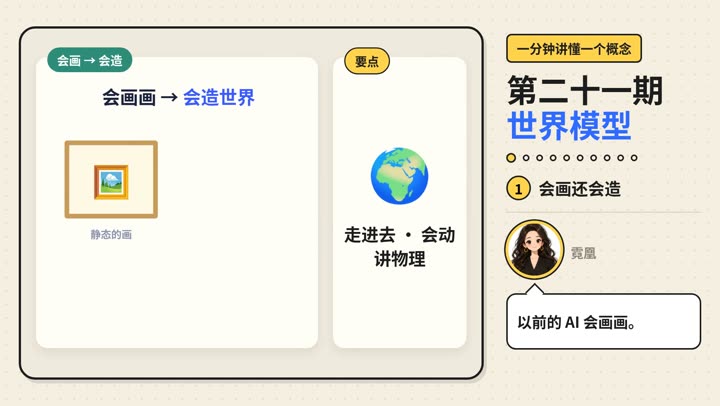 会画 → 会造
会画画 → 会造世界
静态的画
要点
走进去 · 会动
讲物理
一分钟讲懂一个概念
第二十一期
世界模型
1 会画还会造
霓凰
以前的 AI 会画画。